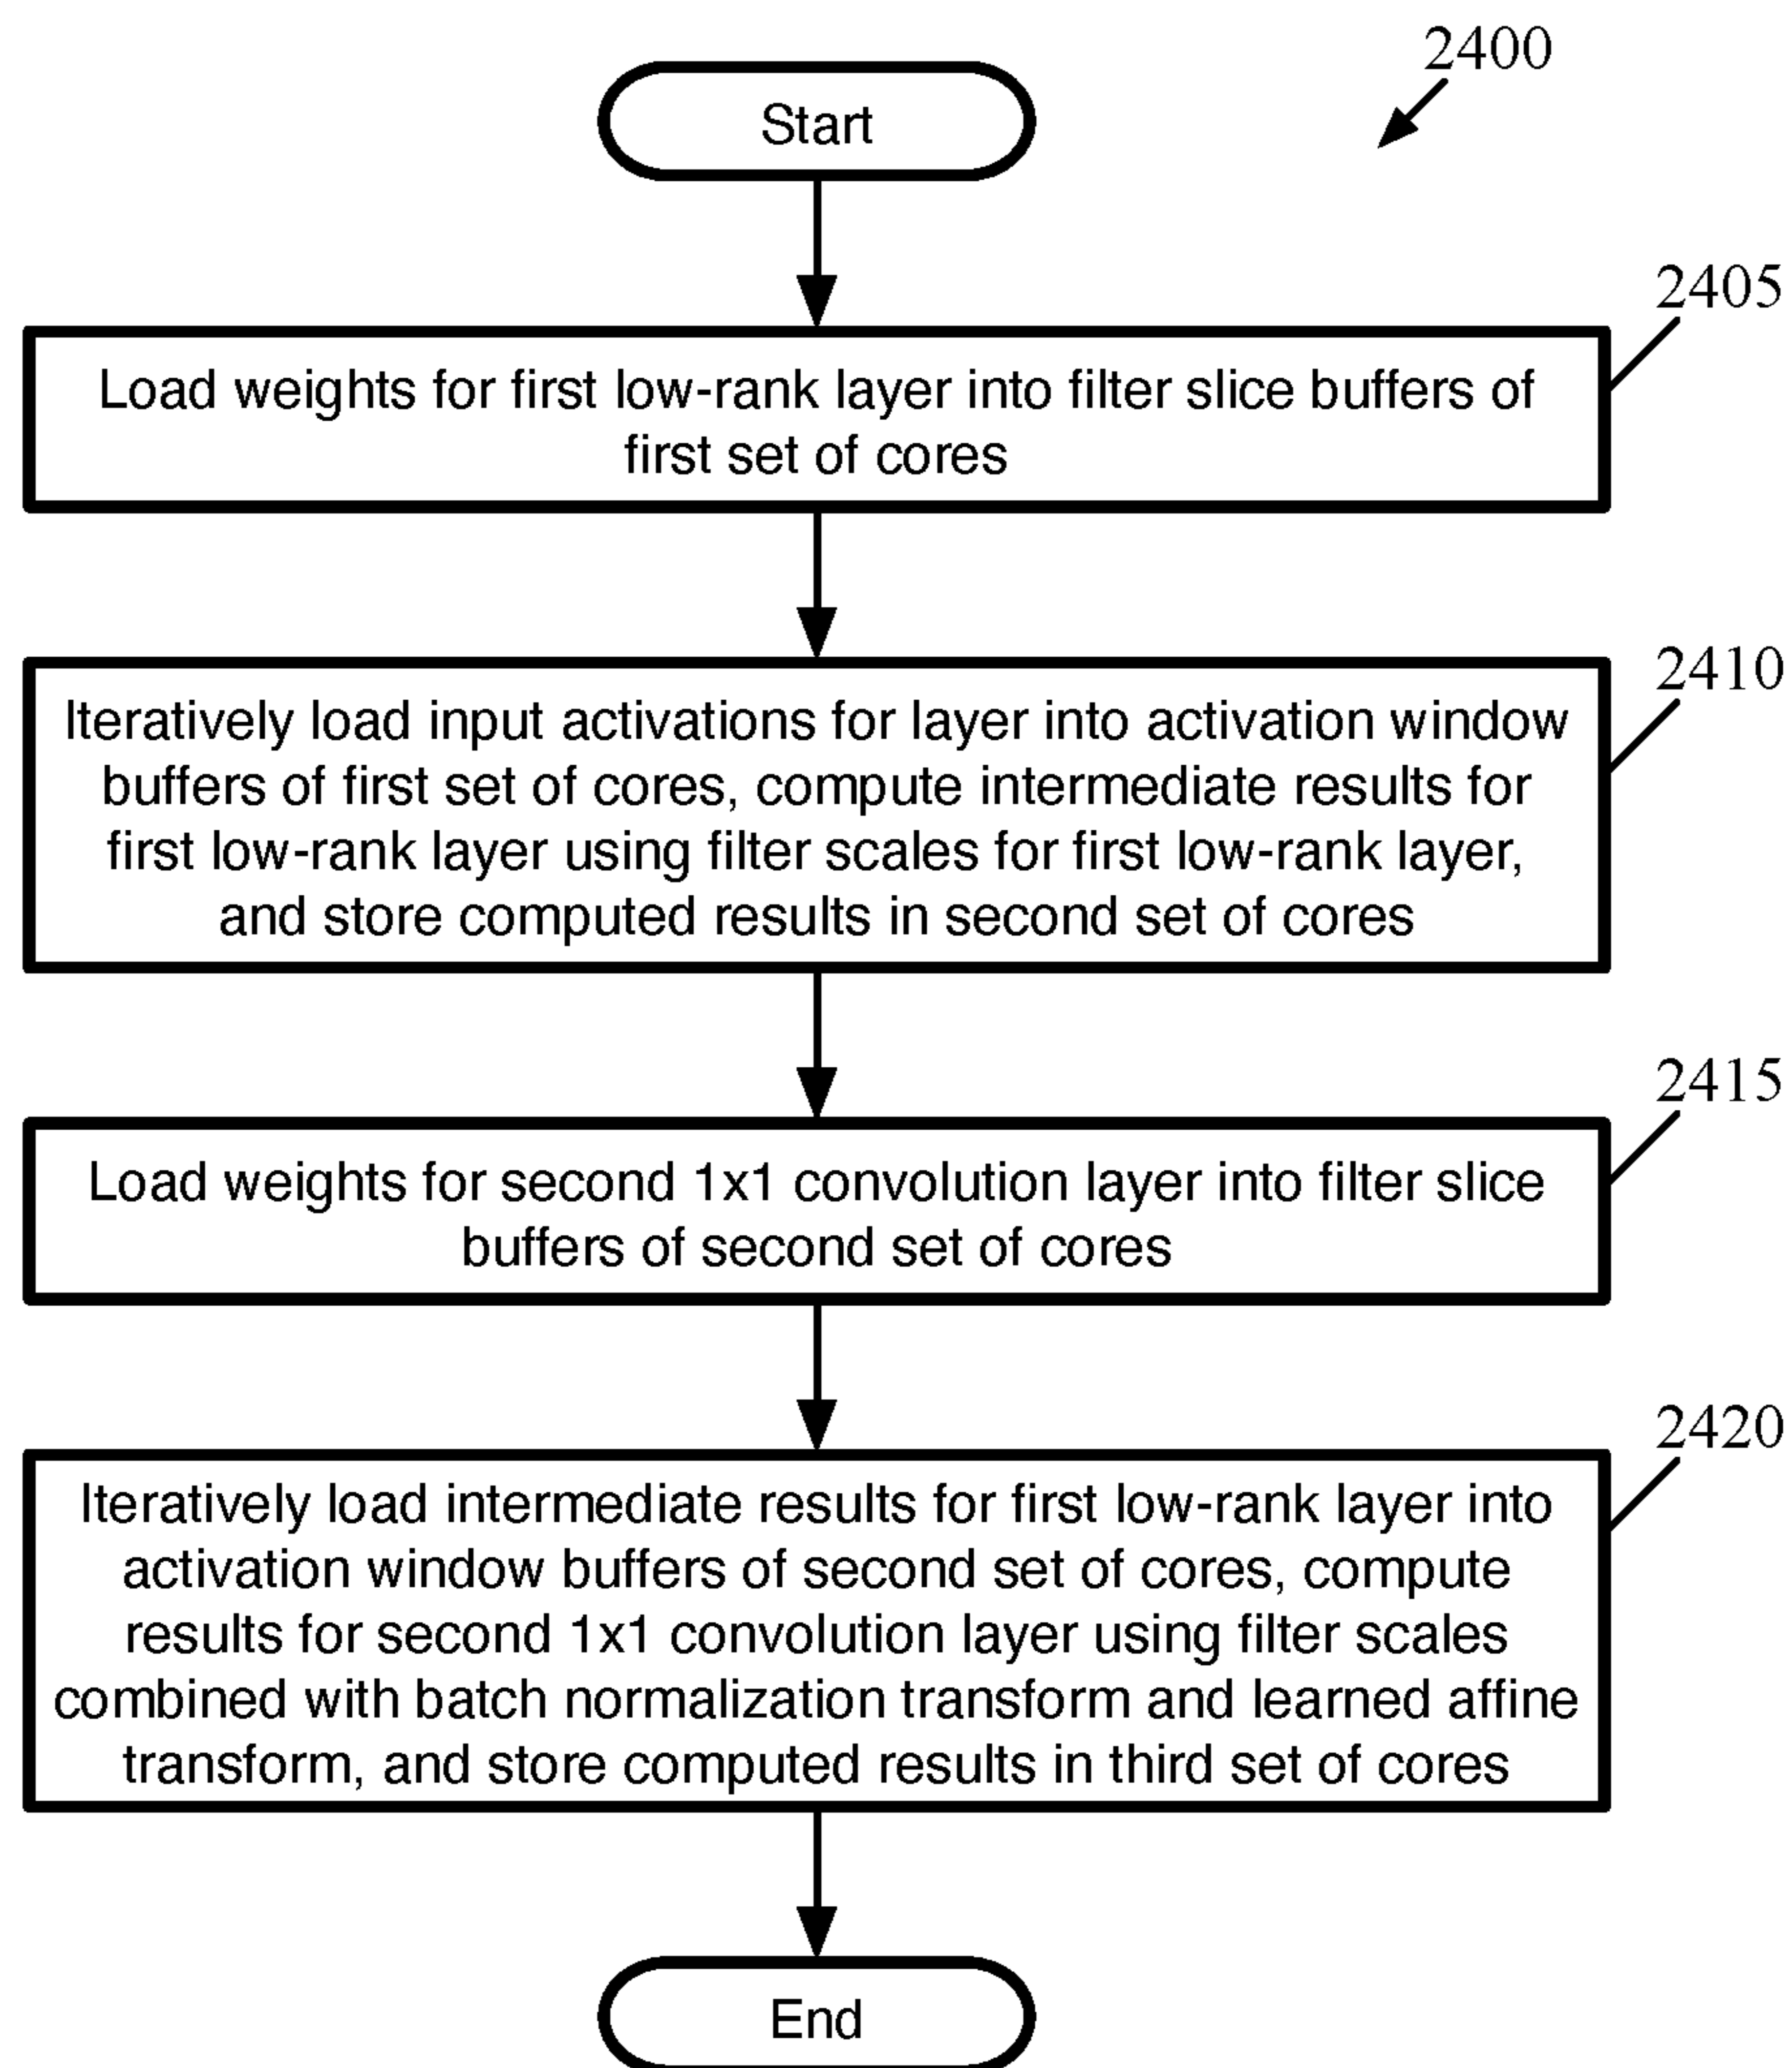 2400
Start
2405
Load weights for first low-rank layer into filter slice buffers of
first set of cores
2410
Iteratively load input activations for layer into activation window
buffers of first set of cores, compute intermediate results for
first low-rank layer using filter scales for first low-rank layer,
and store computed results in second set of cores
2415
Load weights for second 1x1 convolution layer into filter slice
buffers of second set of cores
2420
Iteratively load intermediate results for first low-rank layer into
activation window buffers of second set of cores, compute
results for second 1x1 convolution layer using filter scales
combined with batch normalization transform and learned affine
transform, and store computed results in third set of cores
End